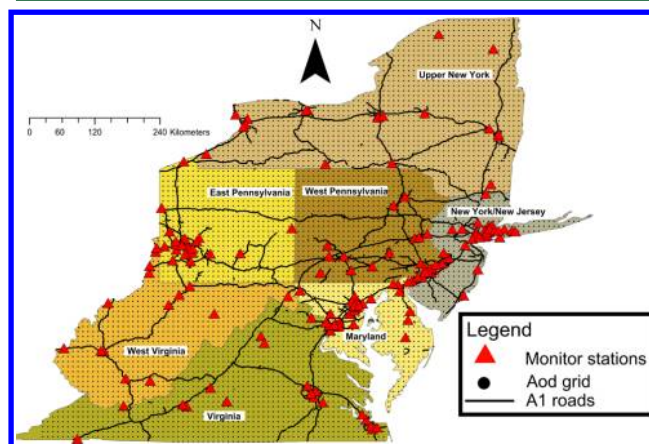 N
Upper New York
0 60 120 240 Kilometers
East Pennsylvania
West Pennsylvania
New York/New Jersey
Maryland
West Virginia
Virginia
Legend
Monitor stations
Aod grid
A1 roads